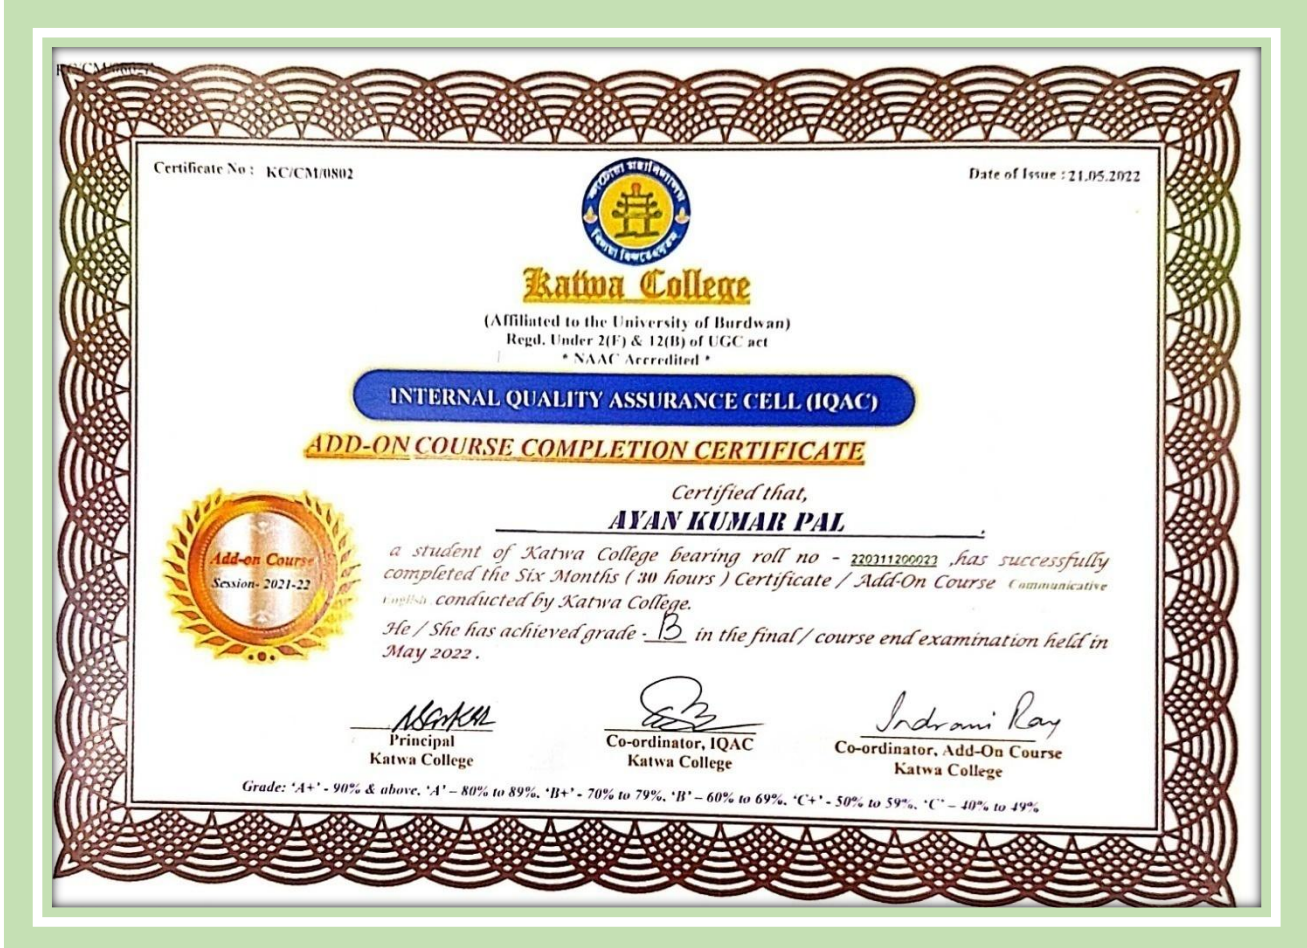 Certificate No : KC/CM/0802
Date of Issue : 21.05.2022
কাটোয়া মহাবিদ্যালয়
Katwa College
(Affiliated to the University of Burdwan)
Regd. Under 2(F) & 12(B) of UGC act
* NAAC Accredited *
INTERNAL QUALITY ASSURANCE CELL (IQAC)
ADD-ON COURSE COMPLETION CERTIFICATE
Certified that,
AYAN KUMAR PAL
Add-on Course
Session- 2021-22
a student of Katwa College bearing roll no - 220311200023 ,has successfully
completed the Six Months ( 30 hours ) Certificate / Add-On Course Communicative
English conducted by Katwa College.
He / She has achieved grade - B in the final / course end examination held in
May 2022 .
Indrani Ray
Principal
Katwa College
Co-ordinator, IQAC
Katwa College
Co-ordinator, Add-On Course
Katwa College
Grade: 'A+' - 90% & above, 'A' – 80% to 89%, 'B+' - 70% to 79%, 'B' – 60% to 69%, 'C+' - 50% to 59%, 'C' – 40% to 49%